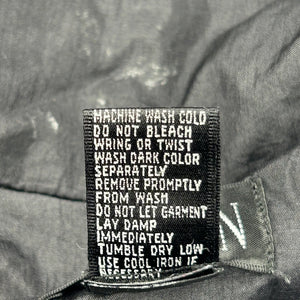 MACHINE WASH COLD
DO NOT BLEACH
WRING OR TWIST
WASH DARK COLOR
SEPARATELY
REMOVE PROMPTLY
FROM WASH
DO NOT LET GARMENT
LAY DAMP
IMMEDIATELY
TUMBLE DRY LOW
USE COOL IRON IF
NECESSARY
N